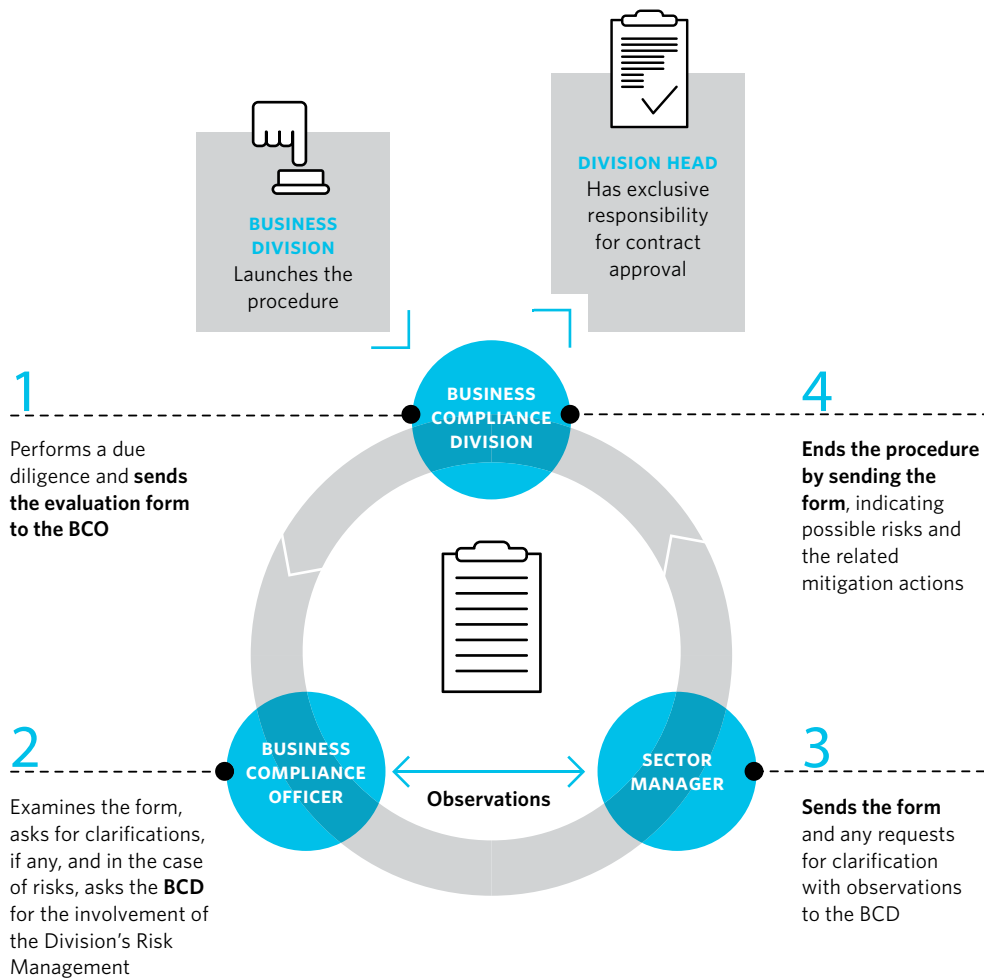 BUSINESS
DIVISION
Launches the
procedure
DIVISION HEAD
Has exclusive
responsibility
for contract
approval
BUSINESS
COMPLIANCE
DIVISION
1
Performs a due
diligence and sends
the evaluation form
to the BCO
4
Ends the procedure
by sending the
form, indicating
possible risks and
the related
mitigation actions
2
BUSINESS
COMPLIANCE
OFFICER
Examines the form,
asks for clarifications,
if any, and in the case
of risks, asks the BCD
for the involvement of
the Division’s Risk
Management
Observations
SECTOR
MANAGER
3
Sends the form
and any requests
for clarification
with observations
to the BCD